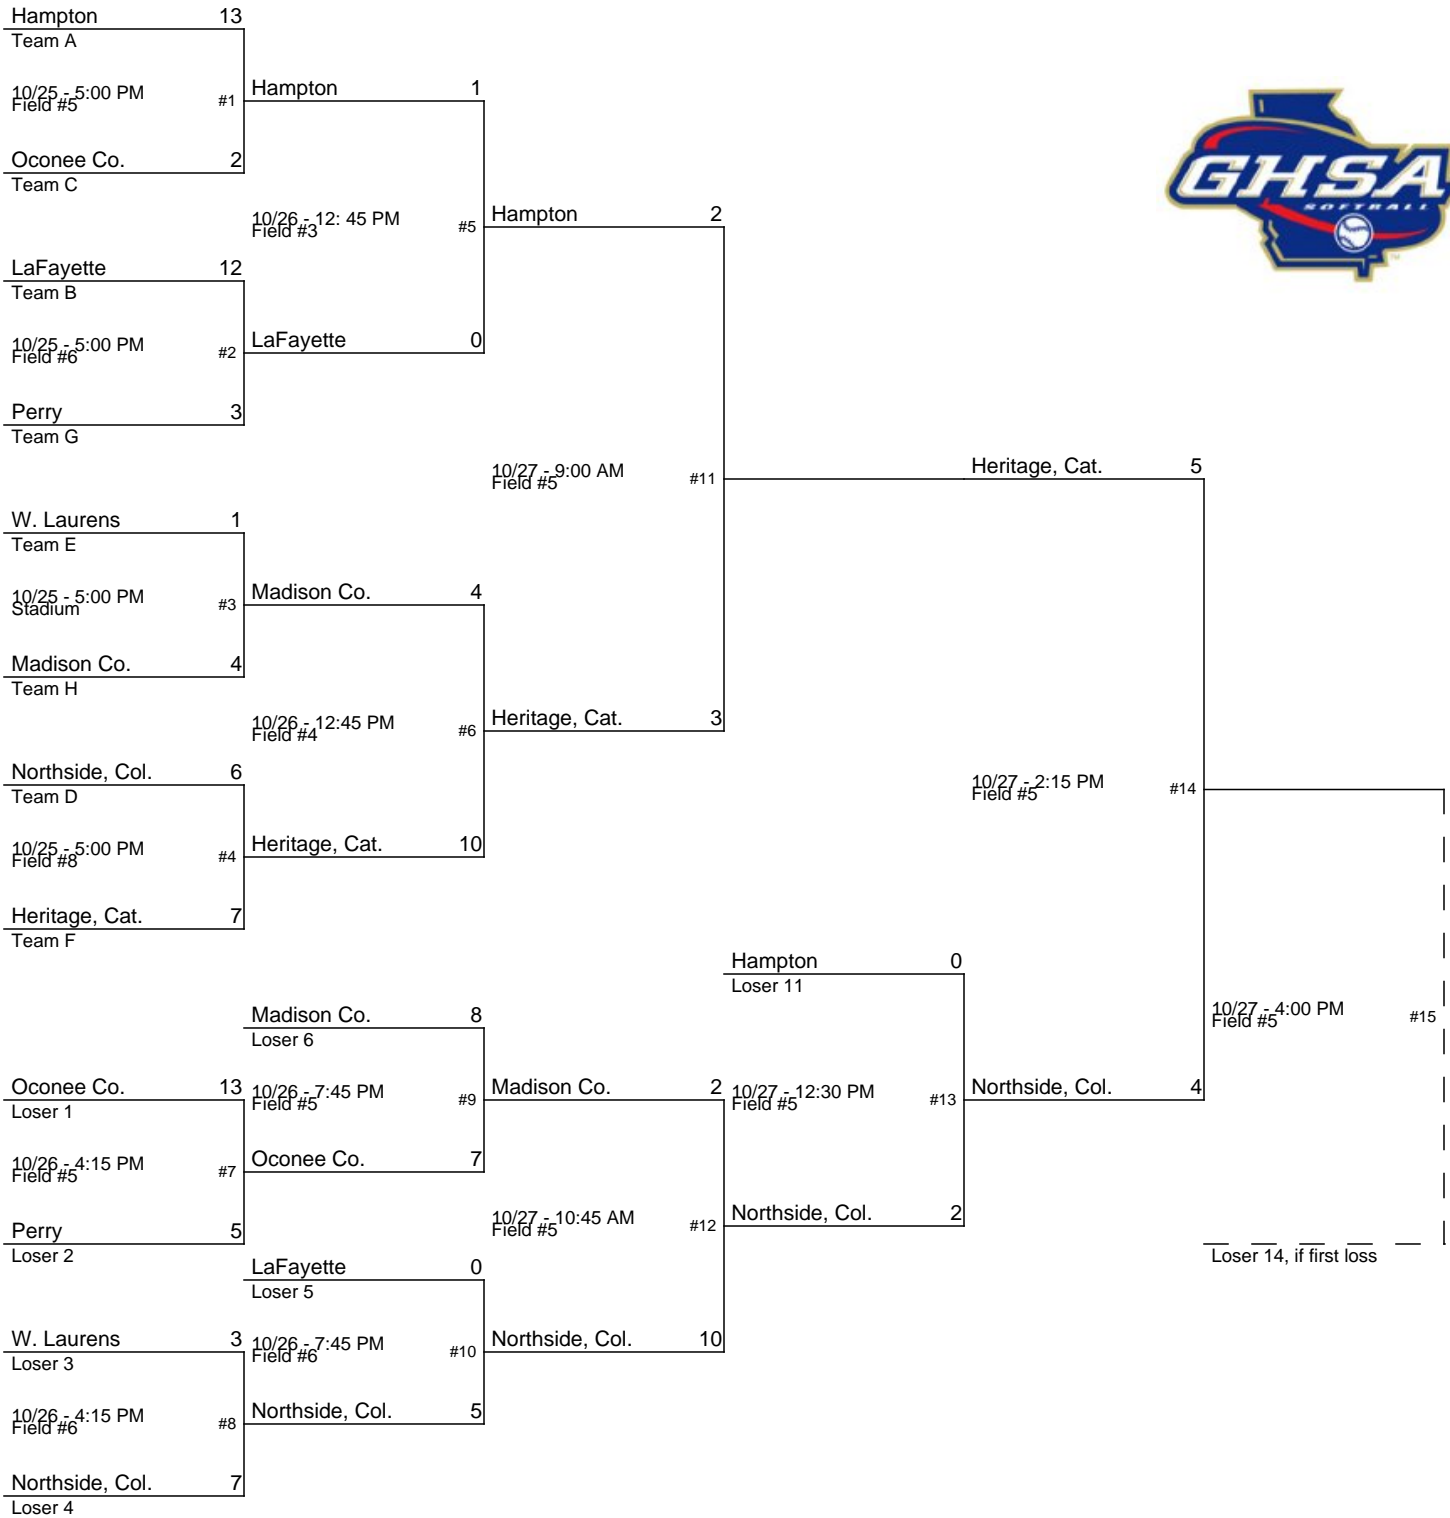 Hampton 13
Team A
10/25 - 5:00 PM
Field #5
#1
Oconee Co. 2
Team C
Hampton 1
10/26 - 12: 45 PM
Field #3
#5
LaFayette 12
Team B
10/25 - 5:00 PM
Field #6
#2
LaFayette 0
Perry 3
Team G
Hampton 2
10/27 - 9:00 AM
Field #5
#11
W. Laurens 1
Team E
10/25 - 5:00 PM
Stadium
#3
Madison Co. 4
Team H
Madison Co. 4
10/26 - 12:45 PM
Field #4
#6
Heritage, Cat. 3
Northside, Col. 6
Team D
10/25 - 5:00 PM
Field #8
#4
Heritage, Cat. 10
Heritage, Cat. 7
Team F
GHSA
SOFTBALL
TM
Heritage, Cat. 5
10/27 - 2:15 PM
Field #5
#14
Hampton 0
Loser 11
10/27 - 12:30 PM
Field #5
#13
Northside, Col. 4
10/27 - 4:00 PM
Field #5
#15
Loser 14, if first loss
Madison Co. 8
Loser 6
Oconee Co. 13
Loser 1
10/26 - 7:45 PM
Field #5
#9
Madison Co. 2
10/26 - 4:15 PM
Field #5
#7
Oconee Co. 7
Perry 5
Loser 2
10/27 - 10:45 AM
Field #5
#12
Northside, Col. 2
LaFayette 0
Loser 5
W. Laurens 3
Loser 3
10/26 - 7:45 PM
Field #6
#10
Northside, Col. 10
10/26 - 4:15 PM
Field #6
#8
Northside, Col. 5
Northside, Col. 7
Loser 4